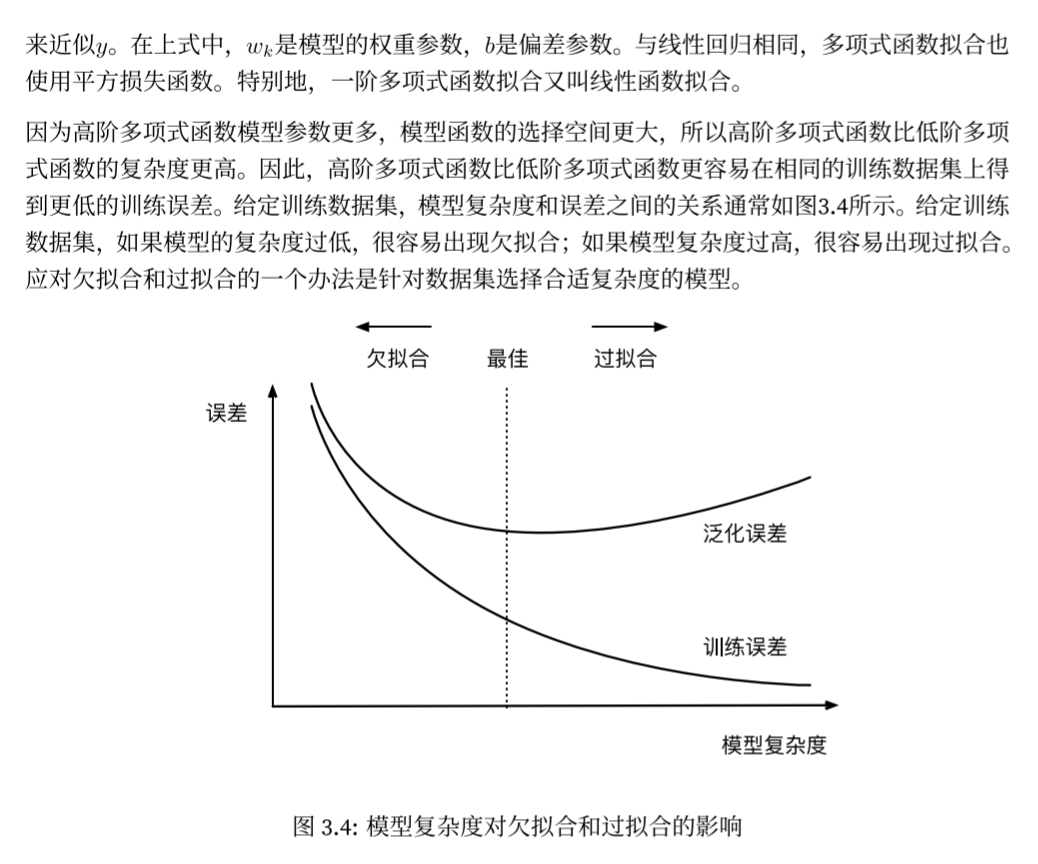 来近似y。在上式中，wk是模型的权重参数，b是偏差参数。与线性回归相同，多项式函数拟合也
使用平方损失函数。特别地，一阶多项式函数拟合又叫线性函数拟合。
因为高阶多项式函数模型参数更多，模型函数的选择空间更大，所以高阶多项式函数比低阶多项
式函数的复杂度更高。因此，高阶多项式函数比低阶多项式函数更容易在相同的训练数据集上得
到更低的训练误差。给定训练数据集，模型复杂度和误差之间的关系通常如图3.4所示。给定训练
数据集，如果模型的复杂度过低，很容易出现欠拟合；如果模型复杂度过高，很容易出现过拟合。
应对欠拟合和过拟合的一个办法是针对数据集选择合适复杂度的模型。
欠拟合 最佳 过拟合
误差
泛化误差
训练误差
模型复杂度
图 3.4: 模型复杂度对欠拟合和过拟合的影响